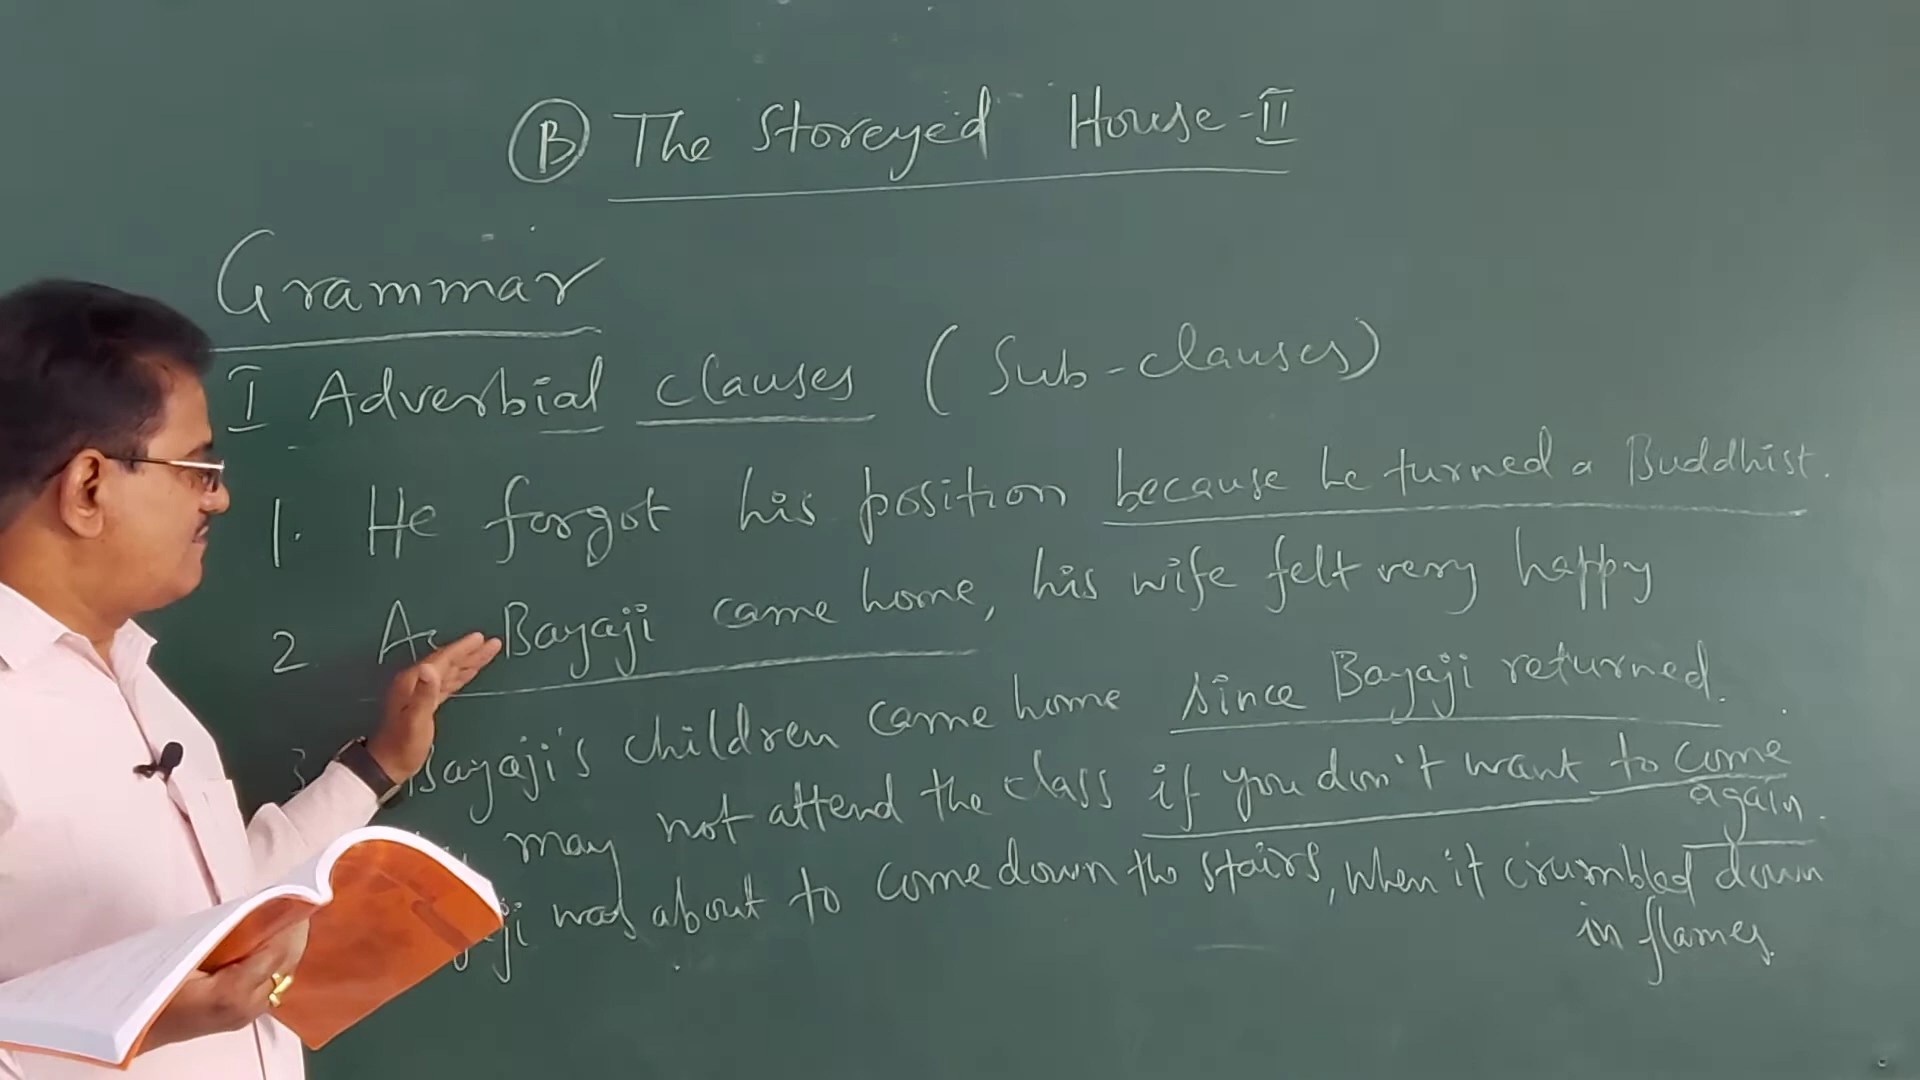 B The Storeyed House-II
Grammar
I Adverbial clauses (Sub-clauses)
1. He forgot his position because he turned a Buddhist.
2 As Bayaji came home, his wife felt very happy
3 Bayaji's children came home since Bayaji returned.
may not attend the class if you don't want to come
again.
was about to come down the stairs, when it crumbled down
in flames.